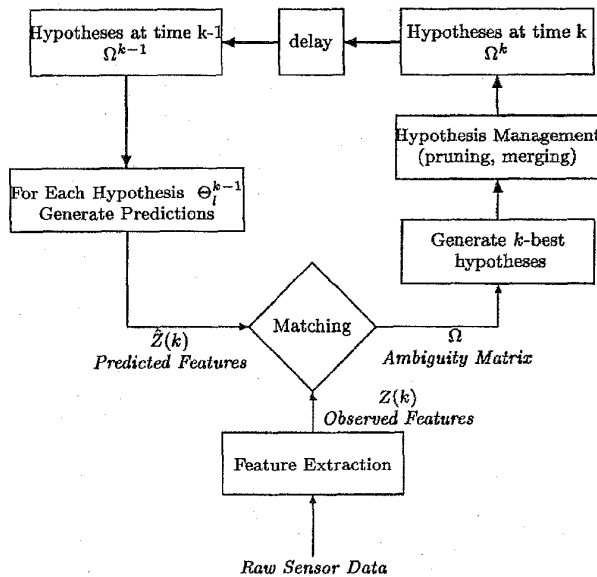 Hypotheses at time k-1
Ω^{k−1}
delay
Hypotheses at time k
Ω^k
Hypothesis Management
(pruning, merging)
For Each Hypothesis Θ_l^{k−1}
Generate Predictions
Generate k-best
hypotheses
Matching
Ẑ(k)
Predicted Features
Ω
Ambiguity Matrix
Z(k)
Observed Features
Feature Extraction
Raw Sensor Data